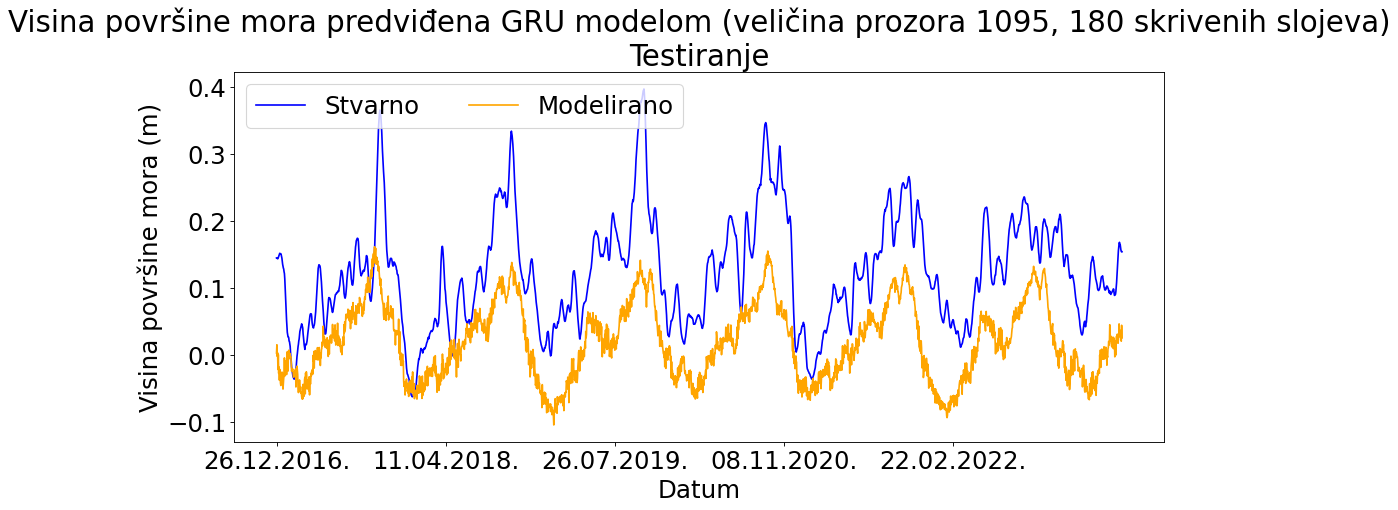 Visina površine mora predviđena GRU modelom (veličina prozora 1095, 180 skrivenih slojeva)
Testiranje
Stvarno Modelirano
Visina površine mora (m)
0.4
0.3
0.2
0.1
0.0
−0.1
26.12.2016. 11.04.2018. 26.07.2019. 08.11.2020. 22.02.2022.
Datum